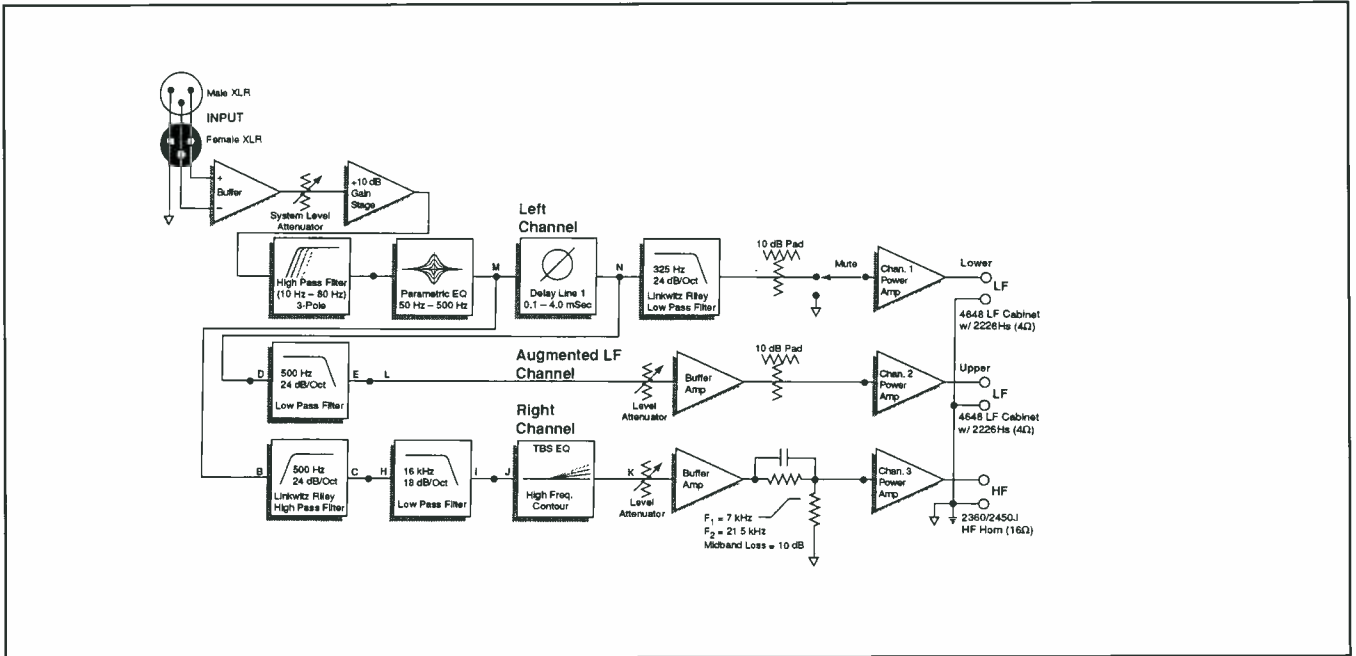 Male XLR
INPUT
Female XLR
+
Buffer
–
System Level
Attenuator
+10 dB
Gain
Stage
High Pass Filter
(10 Hz – 80 Hz)
3-Pole
Parametric EQ
50 Hz – 500 Hz
M
Left
Channel
Delay Line 1
0.1 – 4.0 mSec
N
325 Hz
24 dB/Oct
Linkwitz Riley
Low Pass Filter
10 dB Pad
Mute
Chan. 1
Power
Amp
Lower
LF
4648 LF Cabinet
w/ 2226Hs (4Ω)
D
500 Hz
24 dB/Oct
Low Pass Filter
E
L
Augmented LF
Channel
Level
Attenuator
Buffer
Amp
10 dB Pad
Chan. 2
Power
Amp
Upper
LF
4648 LF Cabinet
w/ 2226Hs (4Ω)
B
500 Hz
24 dB/Oct
Linkwitz Riley
High Pass Filter
C
H
16 kHz
18 dB/Oct
Low Pass Filter
I
J
Right
Channel
TBS EQ
High Freq.
Contour
K
Level
Attenuator
Buffer
Amp
F1 = 7 kHz
F2 = 21.5 kHz
Midband Loss = 10 dB
Chan. 3
Power
Amp
HF
2360/2450J
HF Horn (16Ω)